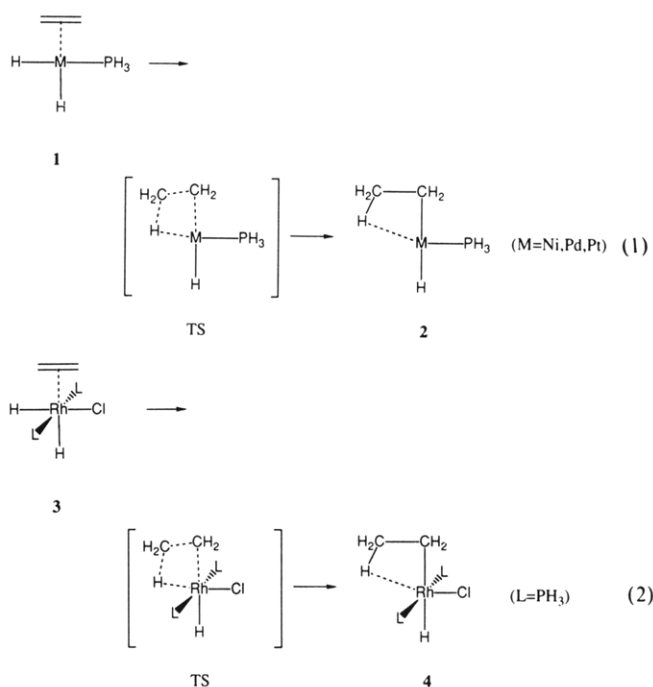 H—M—PH₃
H
1
H₂C CH₂
H M—PH₃
H
TS
H₂C—CH₂
H M—PH₃ (M=Ni,Pd,Pt) (1)
H
2
L
H—Rh—Cl
L
H
3
H₂C CH₂
H L
Rh—Cl
L
H
TS
H₂C—CH₂
H L
Rh—Cl (L=PH₃) (2)
L
H
4